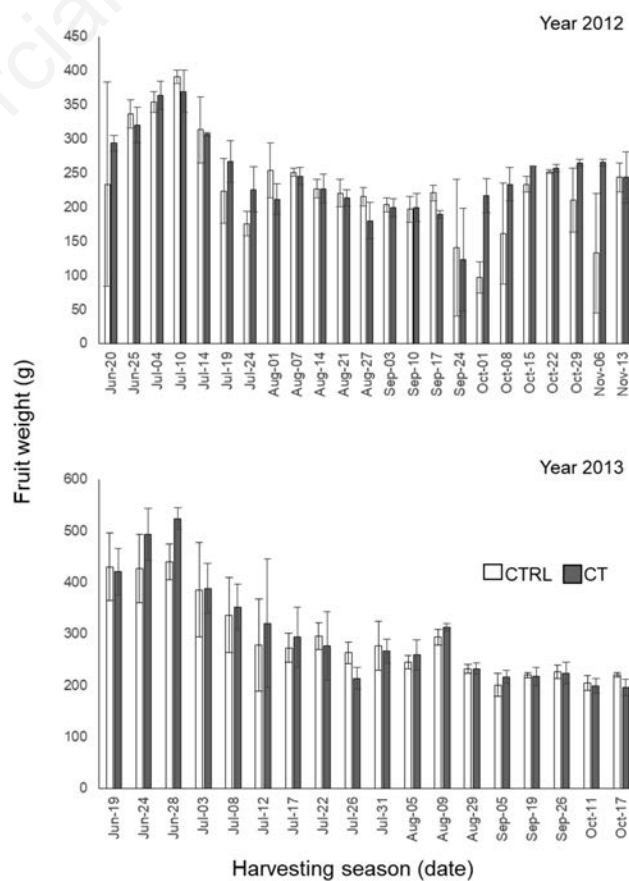 Year 2012
450
400
350
300
250
200
150
100
50
0
Jun-20
Jun-25
Jul-04
Jul-10
Jul-14
Jul-19
Jul-24
Aug-01
Aug-07
Aug-14
Aug-21
Aug-27
Sep-03
Sep-10
Sep-17
Sep-24
Oct-01
Oct-08
Oct-15
Oct-22
Oct-29
Nov-06
Nov-13
Fruit weight (g)
Year 2013
600
500
400
300
200
100
0
CTRL CT
Jun-19
Jun-24
Jun-28
Jul-03
Jul-08
Jul-12
Jul-17
Jul-22
Jul-26
Jul-31
Aug-05
Aug-09
Aug-29
Sep-05
Sep-19
Sep-26
Oct-11
Oct-17
Harvesting season (date)